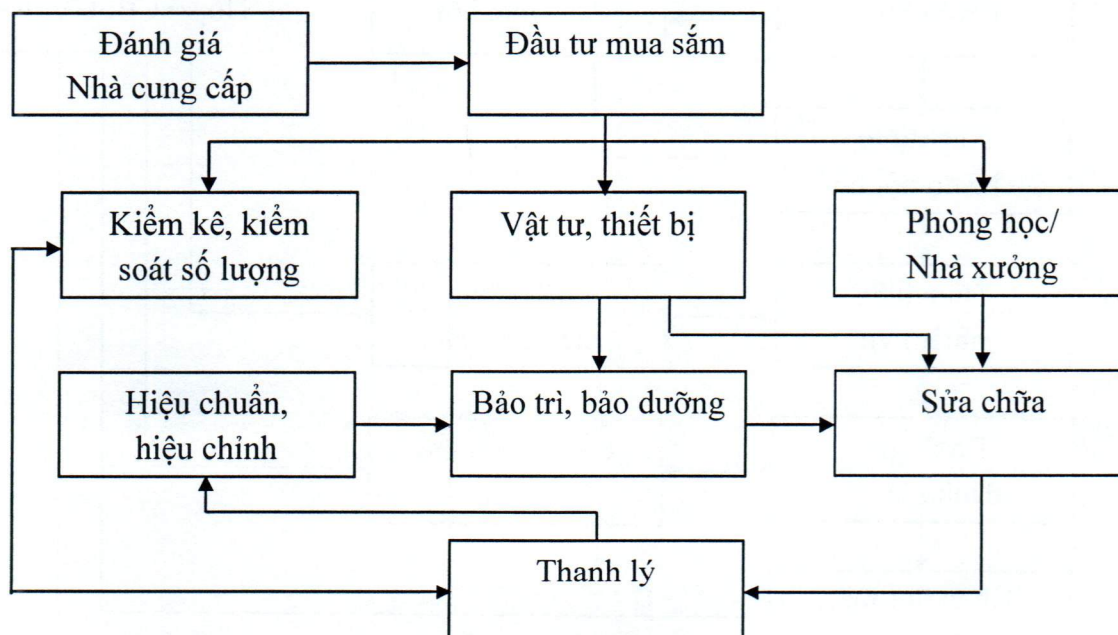 Đánh giá
Nhà cung cấp
Đầu tư mua sắm
Kiểm kê, kiểm
soát số lượng
Vật tư, thiết bị
Phòng học/
Nhà xưởng
Hiệu chuẩn,
hiệu chỉnh
Bảo trì, bảo dưỡng
Sửa chữa
Thanh lý